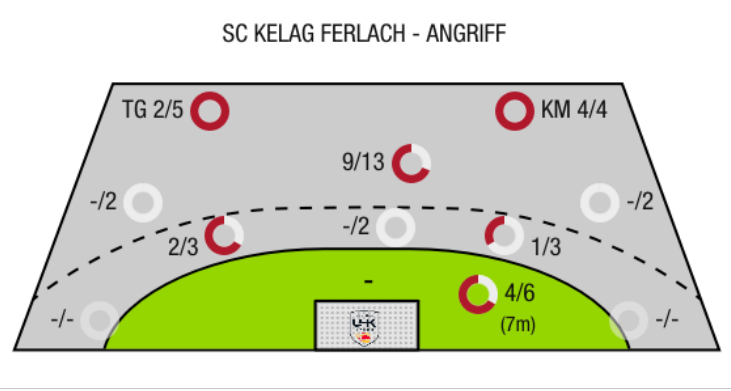 SC KELAG FERLACH - ANGRIFF
TG 2/5
KM 4/4
9/13
-/2
-/2
-/2
2/3
1/3
-
4/6
(7m)
-/-
-/-
UHK